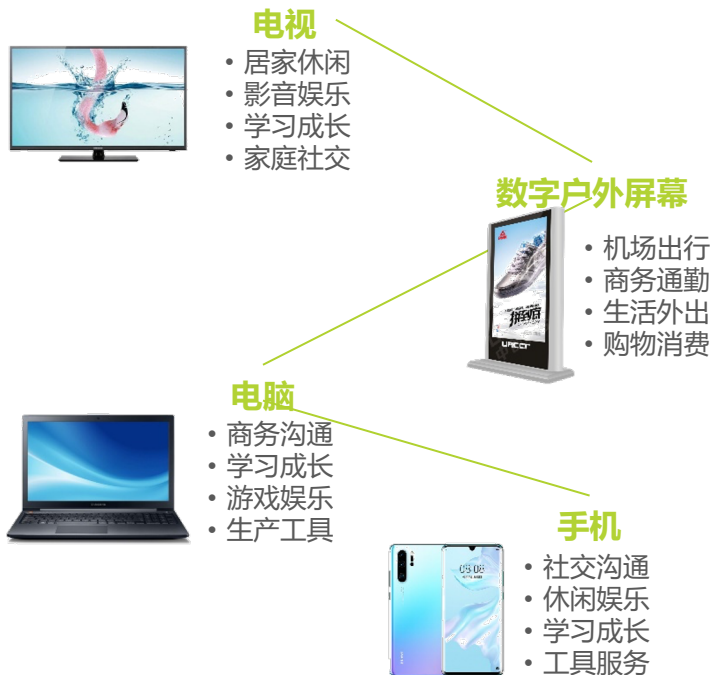 电视
• 居家休闲
• 影音娱乐
• 学习成长
• 家庭社交
数字户外屏幕
• 机场出行
• 商务通勤
• 生活外出
• 购物消费
电脑
• 商务沟通
• 学习成长
• 游戏娱乐
• 生产工具
手机
• 社交沟通
• 休闲娱乐
• 学习成长
• 工具服务
08:08